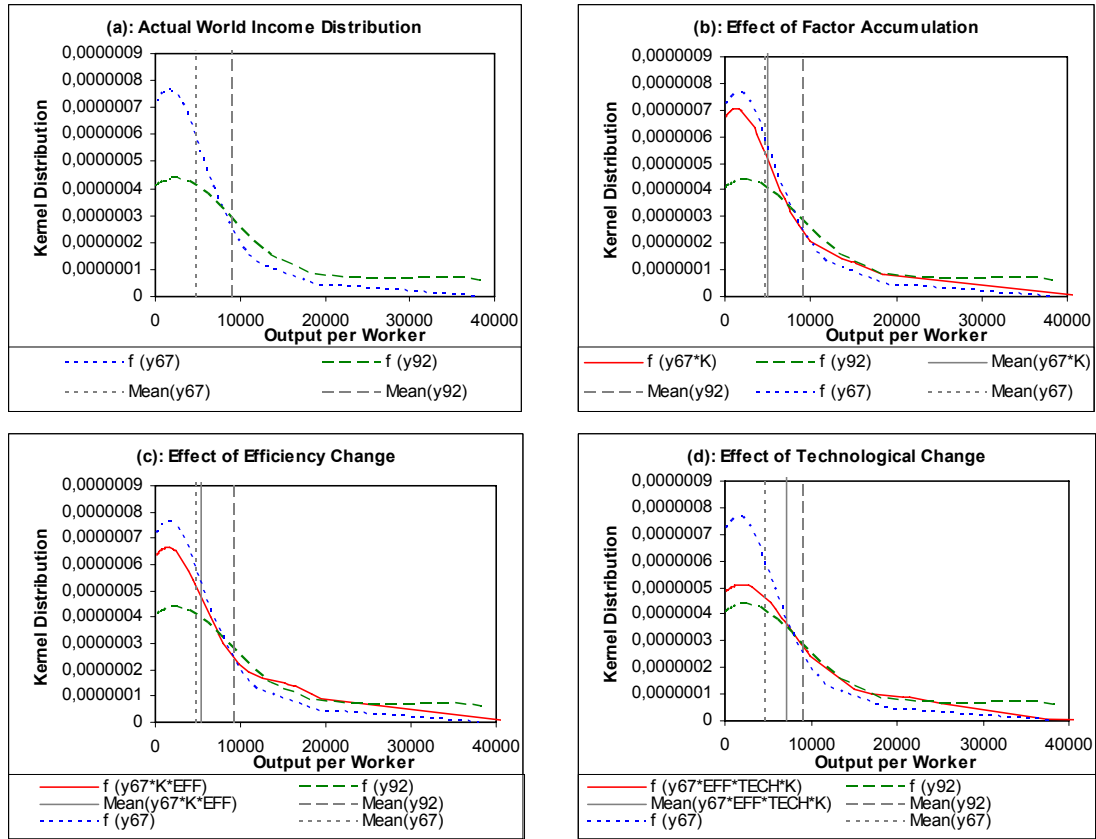 (a): Actual World Income Distribution
Kernel Distribution
0,0000009
0,0000008
0,0000007
0,0000006
0,0000005
0,0000004
0,0000003
0,0000002
0,0000001
0
0 10000 20000 30000 40000
Output per Worker
f (y67) f (y92)
Mean(y67) Mean(y92)
(b): Effect of Factor Accumulation
Kernel Distribution
0,0000009
0,0000008
0,0000007
0,0000006
0,0000005
0,0000004
0,0000003
0,0000002
0,0000001
0
0 10000 20000 30000 40000
Output per Worker
f (y67*K) f (y92) Mean(y67*K)
Mean(y92) f (y67) Mean(y67)
(c): Effect of Efficiency Change
Kernel Distribution
0,0000009
0,0000008
0,0000007
0,0000006
0,0000005
0,0000004
0,0000003
0,0000002
0,0000001
0
0 10000 20000 30000 40000
Output per Worker
f (y67*K*EFF) f (y92)
Mean(y67*K*EFF) Mean(y92)
f (y67) Mean(y67)
(d): Effect of Technological Change
Kernel Distribution
0,0000009
0,0000008
0,0000007
0,0000006
0,0000005
0,0000004
0,0000003
0,0000002
0,0000001
0
0 10000 20000 30000 40000
Output per Worker
f (y67*EFF*TECH*K) f (y92)
Mean(y67*EFF*TECH*K) Mean(y92)
f (y67) Mean(y67)